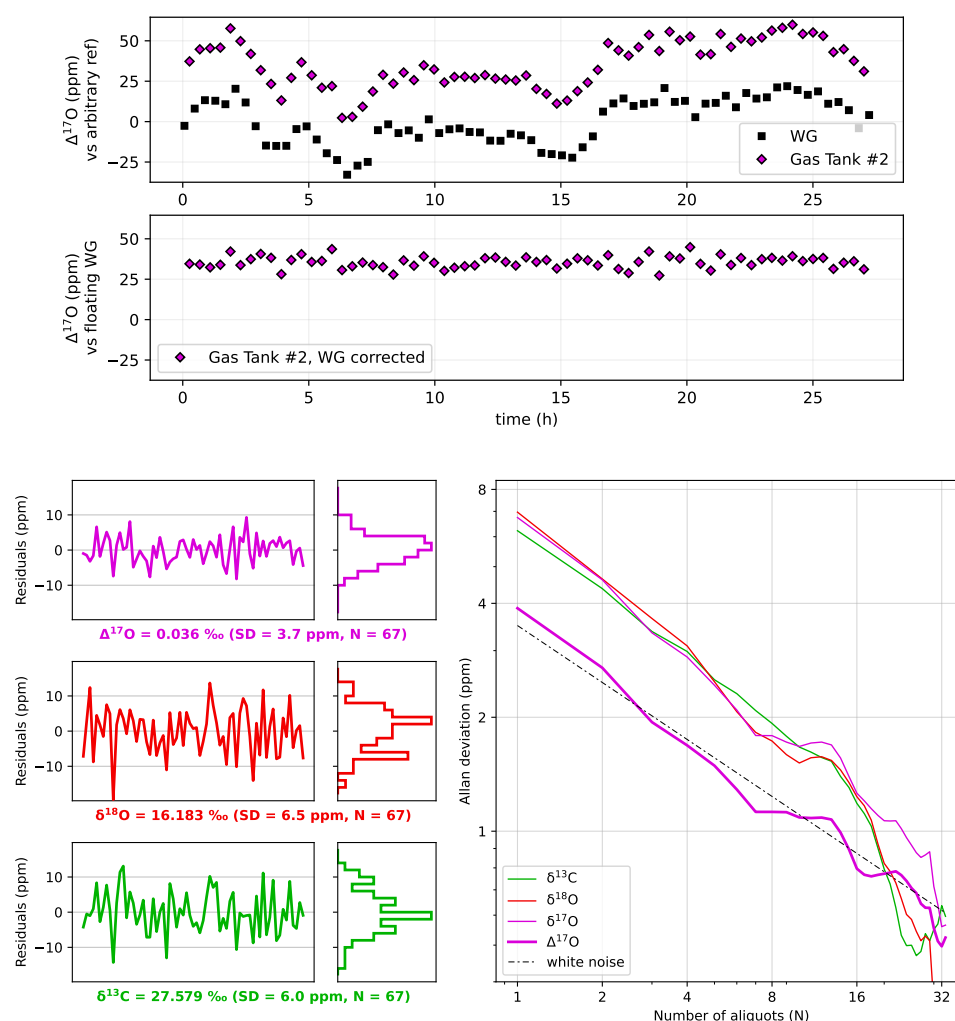 Δ¹⁷O (ppm)
vs arbitrary ref
50
25
0
−25
WG
Gas Tank #2
0 5 10 15 20 25
Δ¹⁷O (ppm)
vs floating WG
50
25
0
−25
Gas Tank #2, WG corrected
0 5 10 15 20 25
time (h)
Residuals (ppm)
10
0
−10
Δ¹⁷O = 0.036 ‰ (SD = 3.7 ppm, N = 67)
Residuals (ppm)
10
0
−10
δ¹⁸O = 16.183 ‰ (SD = 6.5 ppm, N = 67)
Residuals (ppm)
10
0
−10
δ¹³C = 27.579 ‰ (SD = 6.0 ppm, N = 67)
Allan deviation (ppm)
8
4
2
1
δ¹³C
δ¹⁸O
δ¹⁷O
Δ¹⁷O
white noise
1 2 4 8 16 32
Number of aliquots (N)